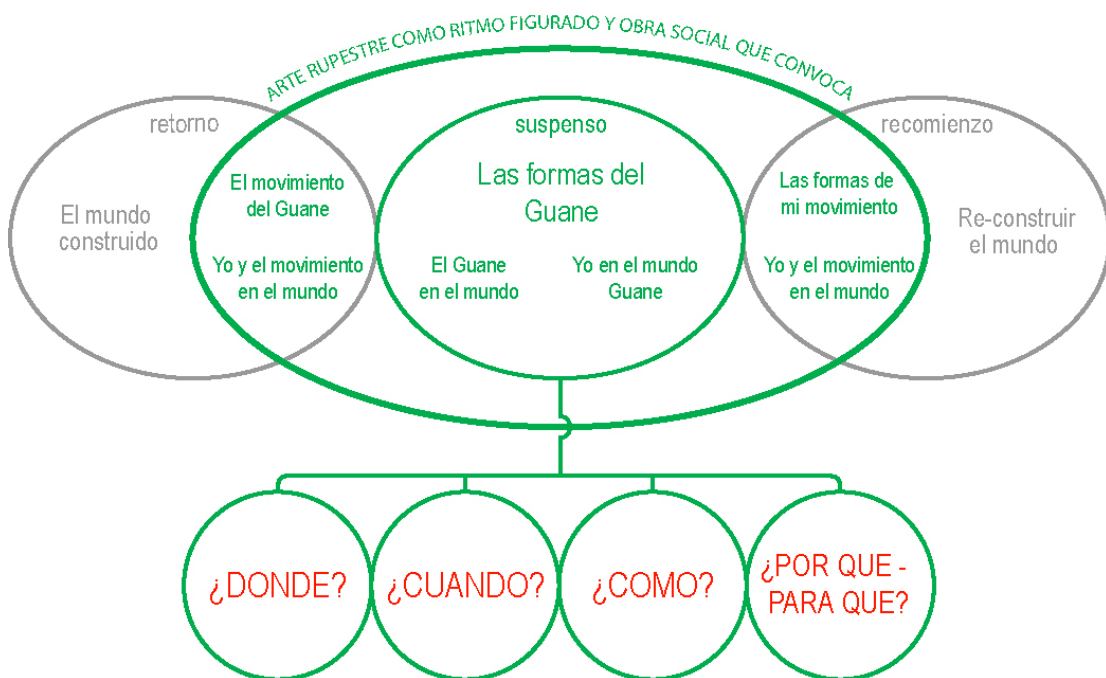 ARTE RUPESTRE COMO RITMO FIGURADO Y OBRA SOCIAL QUE CONVOCA
retorno
El mundo
construido
El movimiento
del Guane
Yo y el movimiento
en el mundo
suspenso
Las formas del
Guane
El Guane
en el mundo
Yo en el mundo
Guane
recomienzo
Las formas de
mi movimiento
Yo y el movimiento
en el mundo
Re-construir
el mundo
¿DONDE?
¿CUANDO?
¿COMO?
¿POR QUE -
PARA QUE?